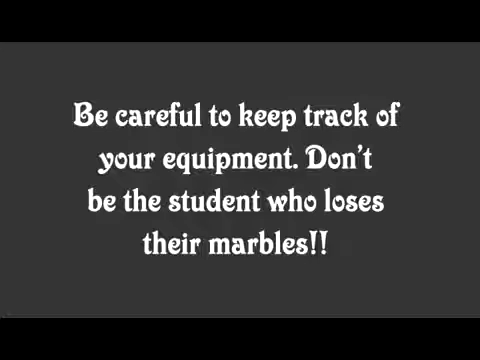 Be careful to keep track of
your equipment. Don't
be the student who loses
their marbles!!